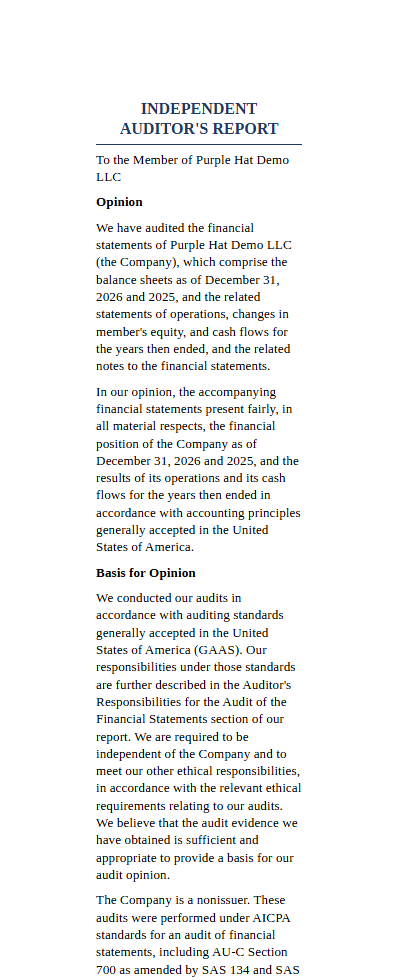 INDEPENDENT
AUDITOR'S REPORT
To the Member of Purple Hat Demo
LLC
Opinion
We have audited the financial
statements of Purple Hat Demo LLC
(the Company), which comprise the
balance sheets as of December 31,
2026 and 2025, and the related
statements of operations, changes in
member's equity, and cash flows for
the years then ended, and the related
notes to the financial statements.
In our opinion, the accompanying
financial statements present fairly, in
all material respects, the financial
position of the Company as of
December 31, 2026 and 2025, and the
results of its operations and its cash
flows for the years then ended in
accordance with accounting principles
generally accepted in the United
States of America.
Basis for Opinion
We conducted our audits in
accordance with auditing standards
generally accepted in the United
States of America (GAAS). Our
responsibilities under those standards
are further described in the Auditor's
Responsibilities for the Audit of the
Financial Statements section of our
report. We are required to be
independent of the Company and to
meet our other ethical responsibilities,
in accordance with the relevant ethical
requirements relating to our audits.
We believe that the audit evidence we
have obtained is sufficient and
appropriate to provide a basis for our
audit opinion.
The Company is a nonissuer. These
audits were performed under AICPA
standards for an audit of financial
statements, including AU-C Section
700 as amended by SAS 134 and SAS